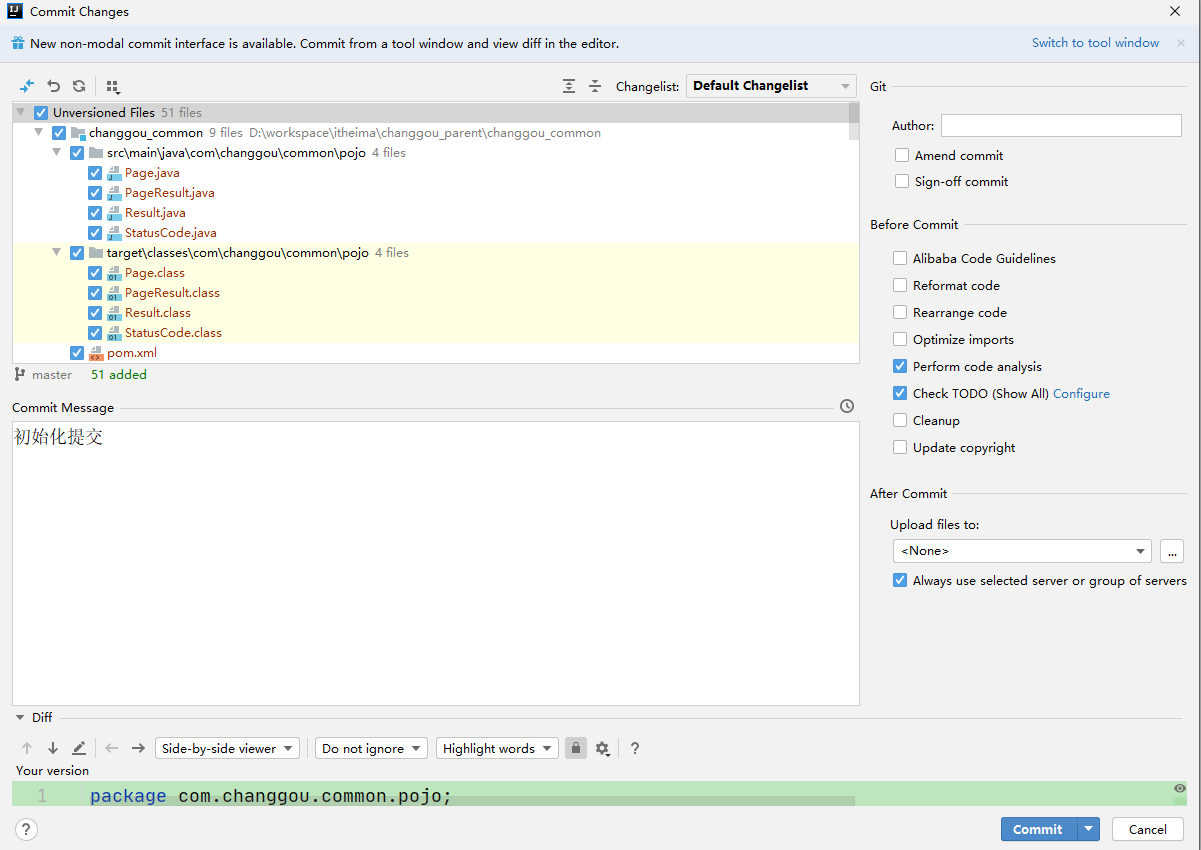 Commit Changes
New non-modal commit interface is available. Commit from a tool window and view diff in the editor.
Switch to tool window
Changelist:
Default Changelist
Unversioned Files 51 files
changgou_common 9 files D:\workspace\itheima\changgou_parent\changgou_common
src\main\java\com\changgou\common\pojo 4 files
Page.java
PageResult.java
Result.java
StatusCode.java
target\classes\com\changgou\common\pojo 4 files
Page.class
PageResult.class
Result.class
StatusCode.class
pom.xml
master 51 added
Commit Message
初始化提交
Git
Author:
Amend commit
Sign-off commit
Before Commit
Alibaba Code Guidelines
Reformat code
Rearrange code
Optimize imports
Perform code analysis
Check TODO (Show All) Configure
Cleanup
Update copyright
After Commit
Upload files to:
<None>
...
Always use selected server or group of servers
Diff
Side-by-side viewer
Do not ignore
Highlight words
?
Your version
1 package com.changgou.common.pojo;
?
Commit
Cancel